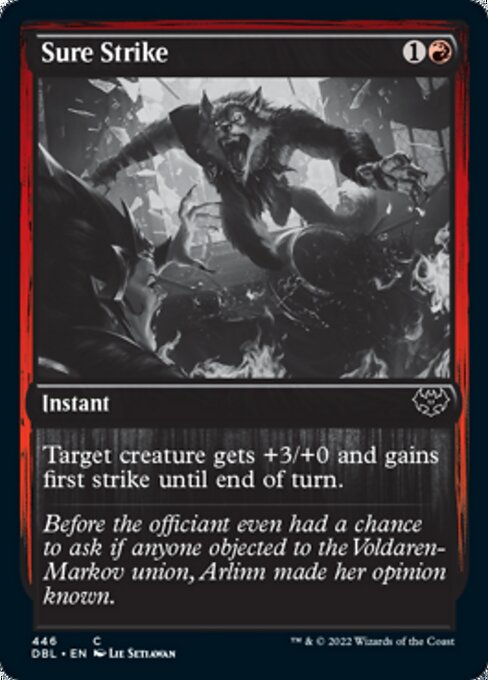 Sure Strike 1
Instant
Target creature gets +3/+0 and gains
first strike until end of turn.
Before the officiant even had a chance
to ask if anyone objected to the Voldaren-
Markov union, Arlinn made her opinion
known.
446 C
DBL • EN Lie Setiawan
™ & © 2022 Wizards of the Coast